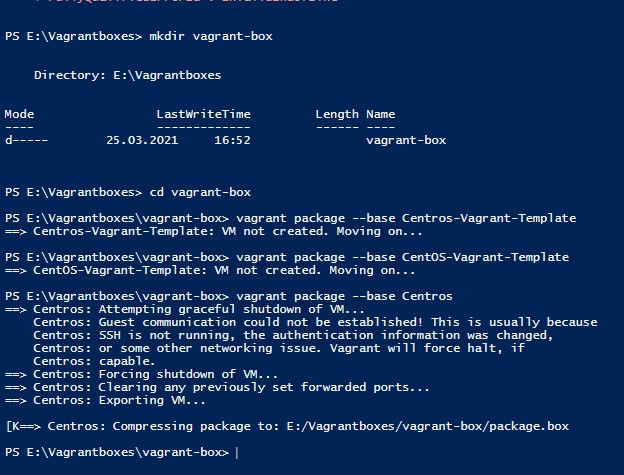 PS E:\Vagrantboxes> mkdir vagrant-box
Directory: E:\Vagrantboxes
Mode                 LastWriteTime         Length Name
----                 -------------         ------ ----
d-----        25.03.2021     16:52                vagrant-box
PS E:\Vagrantboxes> cd vagrant-box
PS E:\Vagrantboxes\vagrant-box> vagrant package --base Centros-Vagrant-Template
==> Centros-Vagrant-Template: VM not created. Moving on...
PS E:\Vagrantboxes\vagrant-box> vagrant package --base CentOS-Vagrant-Template
==> CentOS-Vagrant-Template: VM not created. Moving on...
PS E:\Vagrantboxes\vagrant-box> vagrant package --base Centros
==> Centros: Attempting graceful shutdown of VM...
Centros: Guest communication could not be established! This is usually because
Centros: SSH is not running, the authentication information was changed,
Centros: or some other networking issue. Vagrant will force halt, if
Centros: capable.
==> Centros: Forcing shutdown of VM...
==> Centros: Clearing any previously set forwarded ports...
==> Centros: Exporting VM...
[K==> Centros: Compressing package to: E:/Vagrantboxes/vagrant-box/package.box
PS E:\Vagrantboxes\vagrant-box>